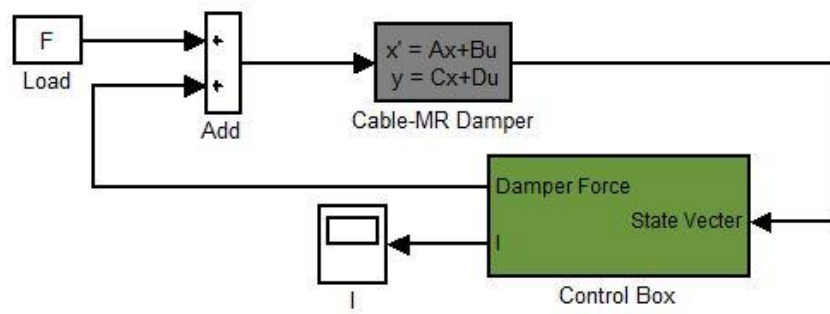 F
Load
+
+
Add
x' = Ax+Bu
y = Cx+Du
Cable-MR Damper
Damper Force
State Vecter
I
Control Box
I